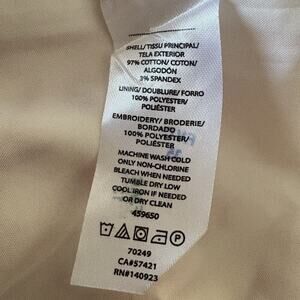 SHELL/TISSU PRINCIPAL/
TELA EXTERIOR
97% COTTON/ COTON/
ALGODÓN
3% SPANDEX
LINING/ DOUBLURE/ FORRO
100% POLYESTER/
POLIÉSTER
EMBROIDERY/ BRODERIE/
BORDADO
100% POLYESTER/
POLIÉSTER
MACHINE WASH COLD
ONLY NON-CHLORINE
BLEACH WHEN NEEDED
TUMBLE DRY LOW
COOL IRON IF NEEDED
OR DRY CLEAN
459650
70249
CA#57421
RN#140923